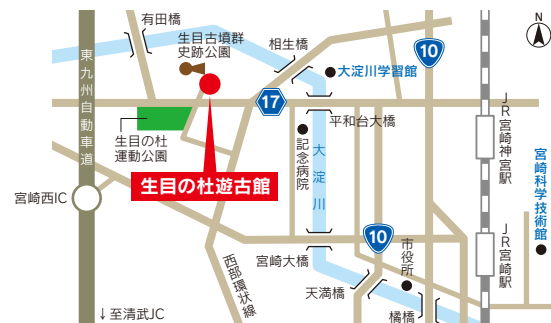 有田橋
生目古墳群
史跡公園
相生橋
10
N
東九州自動車道
大淀川学習館
17
平和台大橋
JR宮崎神宮駅
生目の杜
運動公園
記念病院
大淀川
宮崎科学技術館
生目の杜遊古館
宮崎西IC
10
市役所
JR宮崎駅
宮崎大橋
西部環状線
天満橋
橘橋
↓至清武JC